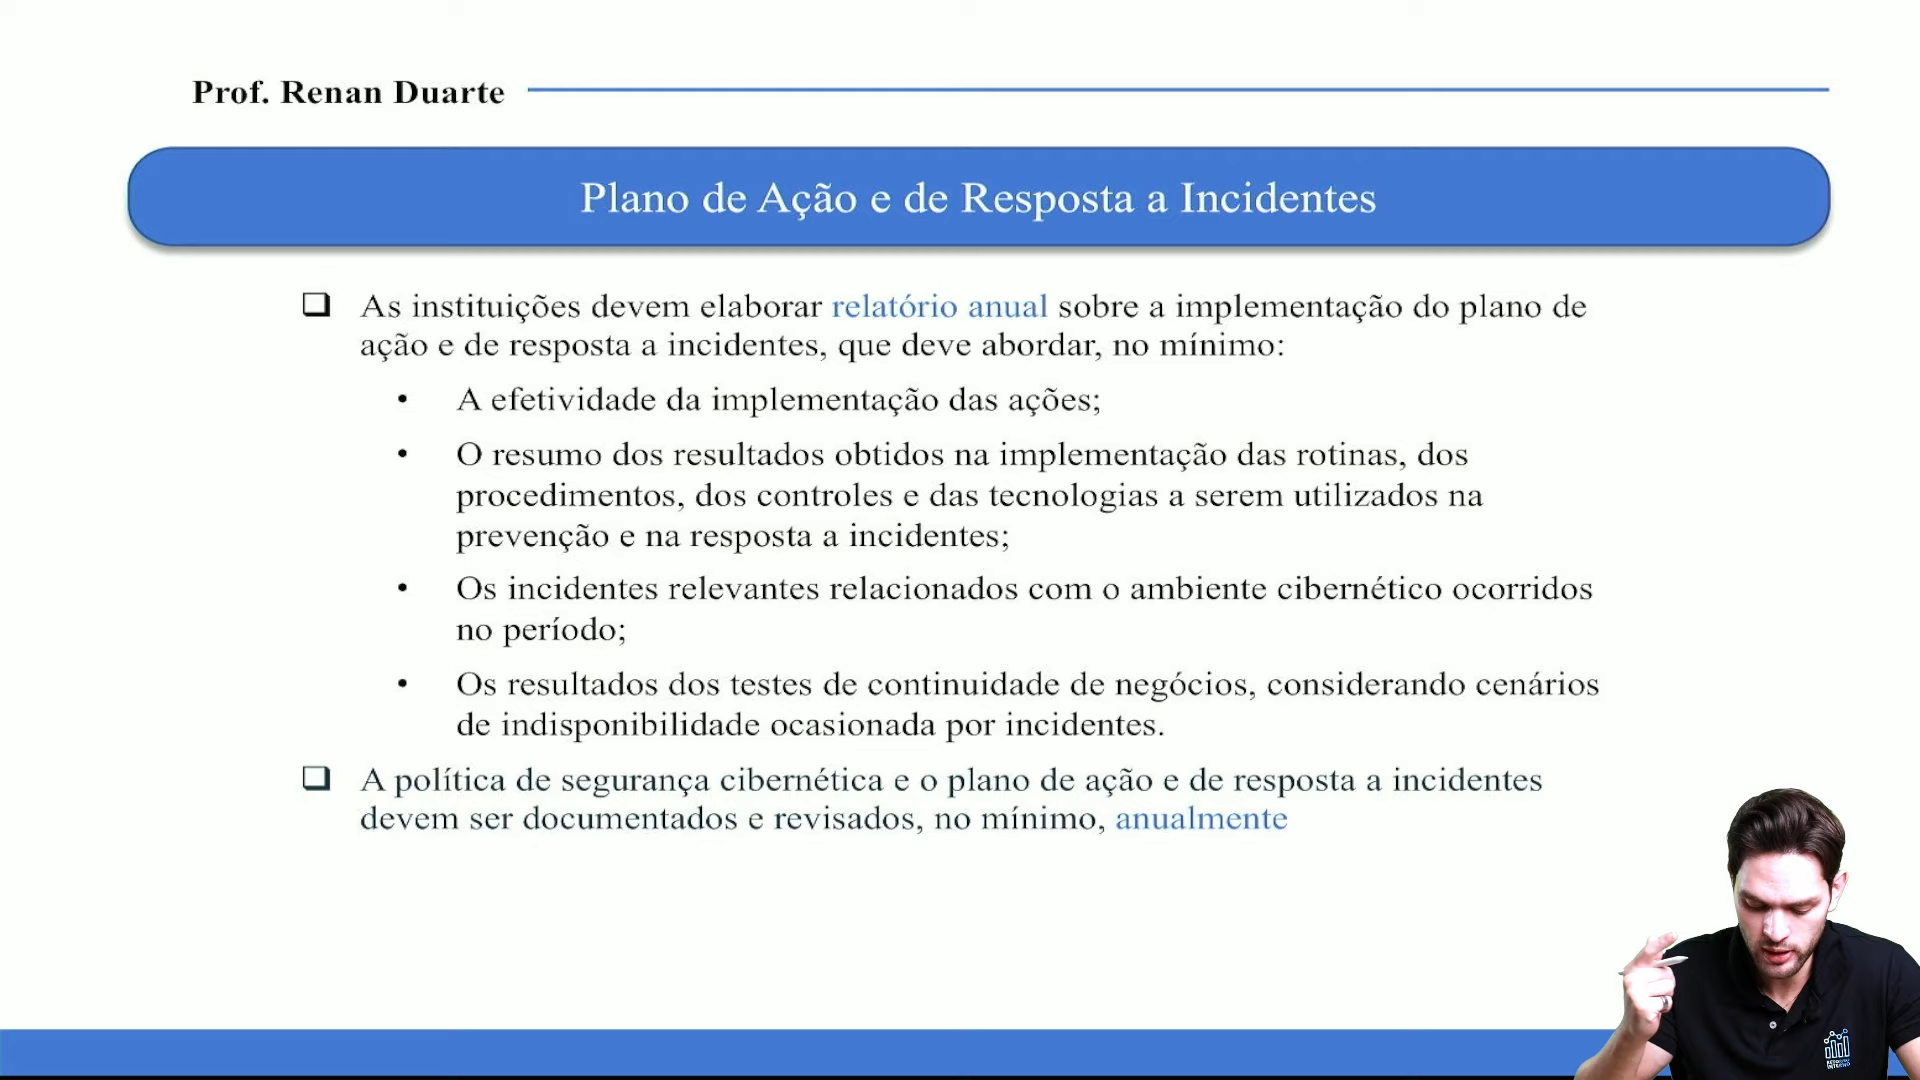 Prof. Renan Duarte
Plano de Ação e de Resposta a Incidentes
As instituições devem elaborar relatório anual sobre a implementação do plano de
ação e de resposta a incidentes, que deve abordar, no mínimo:
• A efetividade da implementação das ações;
• O resumo dos resultados obtidos na implementação das rotinas, dos
procedimentos, dos controles e das tecnologias a serem utilizados na
prevenção e na resposta a incidentes;
• Os incidentes relevantes relacionados com o ambiente cibernético ocorridos
no período;
• Os resultados dos testes de continuidade de negócios, considerando cenários
de indisponibilidade ocasionada por incidentes.
A política de segurança cibernética e o plano de ação e de resposta a incidentes
devem ser documentados e revisados, no mínimo, anualmente